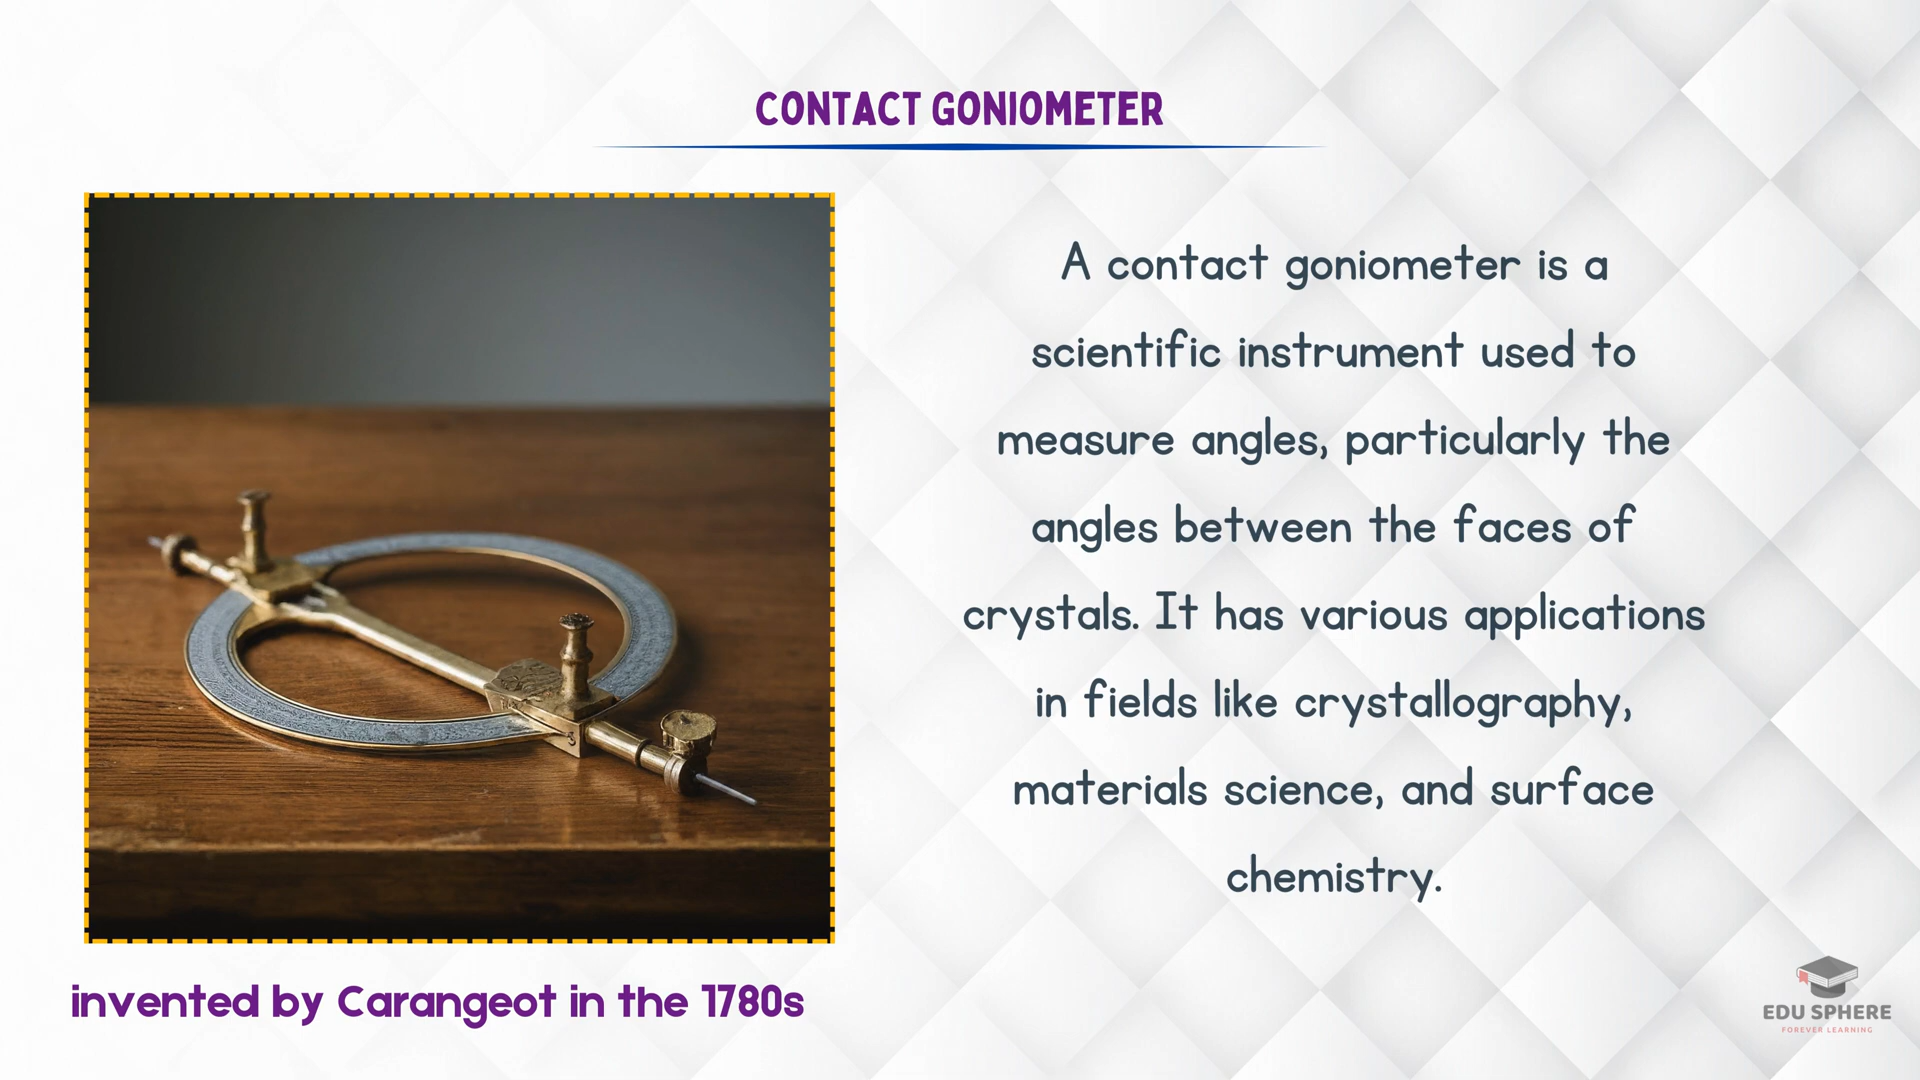 CONTACT GONIOMETER
A contact goniometer is a
scientific instrument used to
measure angles, particularly the
angles between the faces of
crystals. It has various applications
in fields like crystallography,
materials science, and surface
chemistry.
invented by Carangeot in the 1780s
EDU SPHERE
FOREVER LEARNING